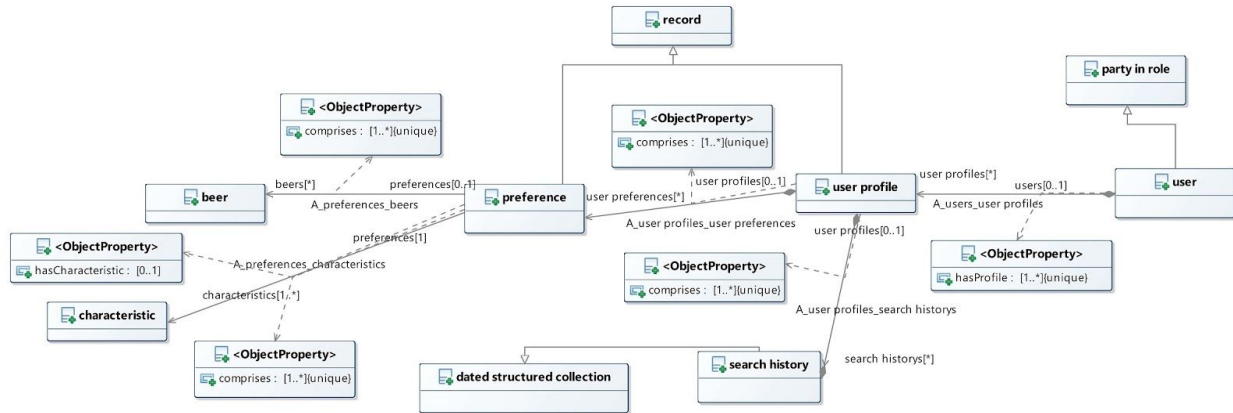 record
party in role
<ObjectProperty>
comprises : [1..*]{unique}
<ObjectProperty>
comprises : [1..*]{unique}
beers[*]
preferences[0..1]
user profiles[0..1]
user profiles[*]
beer
preference
user preferences[*]
user profile
users[0..1]
user
A_preferences_beers
A_users_user profiles
A_user profiles_user preferences
user profiles[0..1]
preferences[1]
<ObjectProperty>
hasCharacteristic : [0..1]
A_preferences_characteristics
<ObjectProperty>
comprises : [1..*]{unique}
<ObjectProperty>
hasProfile : [1..*]{unique}
characteristics[1..*]
characteristic
A_user profiles_search historys
<ObjectProperty>
comprises : [1..*]{unique}
search history
search historys[*]
dated structured collection